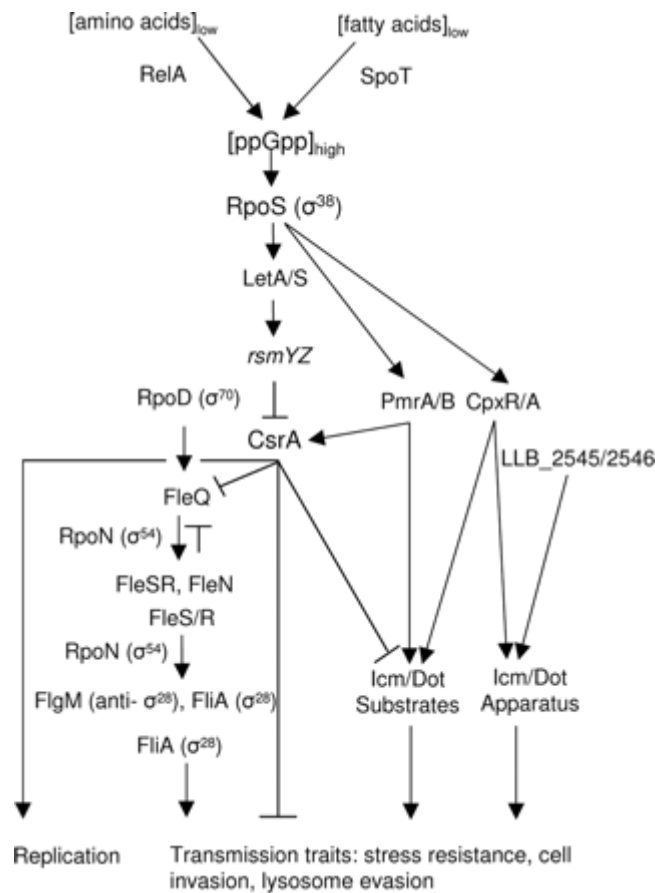 [amino acids]low [fatty acids]low
RelA SpoT
[ppGpp]high
RpoS (σ38)
LetA/S
rsmYZ
RpoD (σ70) PmrA/B CpxR/A
CsrA
LLB_2545/2546
FleQ
RpoN (σ54)
FleSR, FleN
FleS/R
RpoN (σ54)
Icm/Dot Substrates
Icm/Dot Apparatus
FlgM (anti- σ28), FliA (σ28)
FliA (σ28)
Replication
Transmission traits: stress resistance, cell
invasion, lysosome evasion